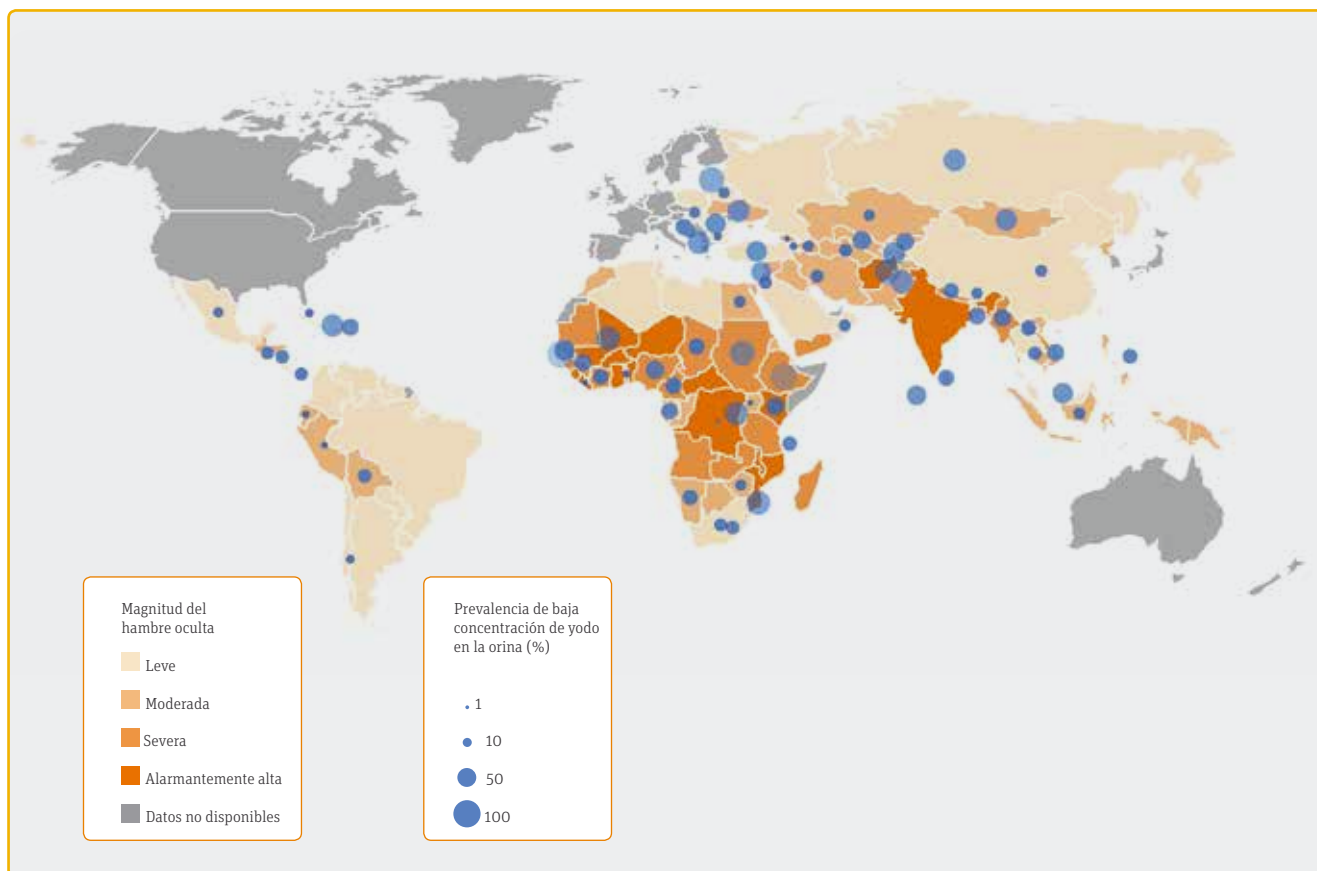 Magnitud del
hambre oculta
Leve
Moderada
Severa
Alarmantemente alta
Datos no disponibles
Prevalencia de baja
concentración de yodo
en la orina (%)
1
10
50
100